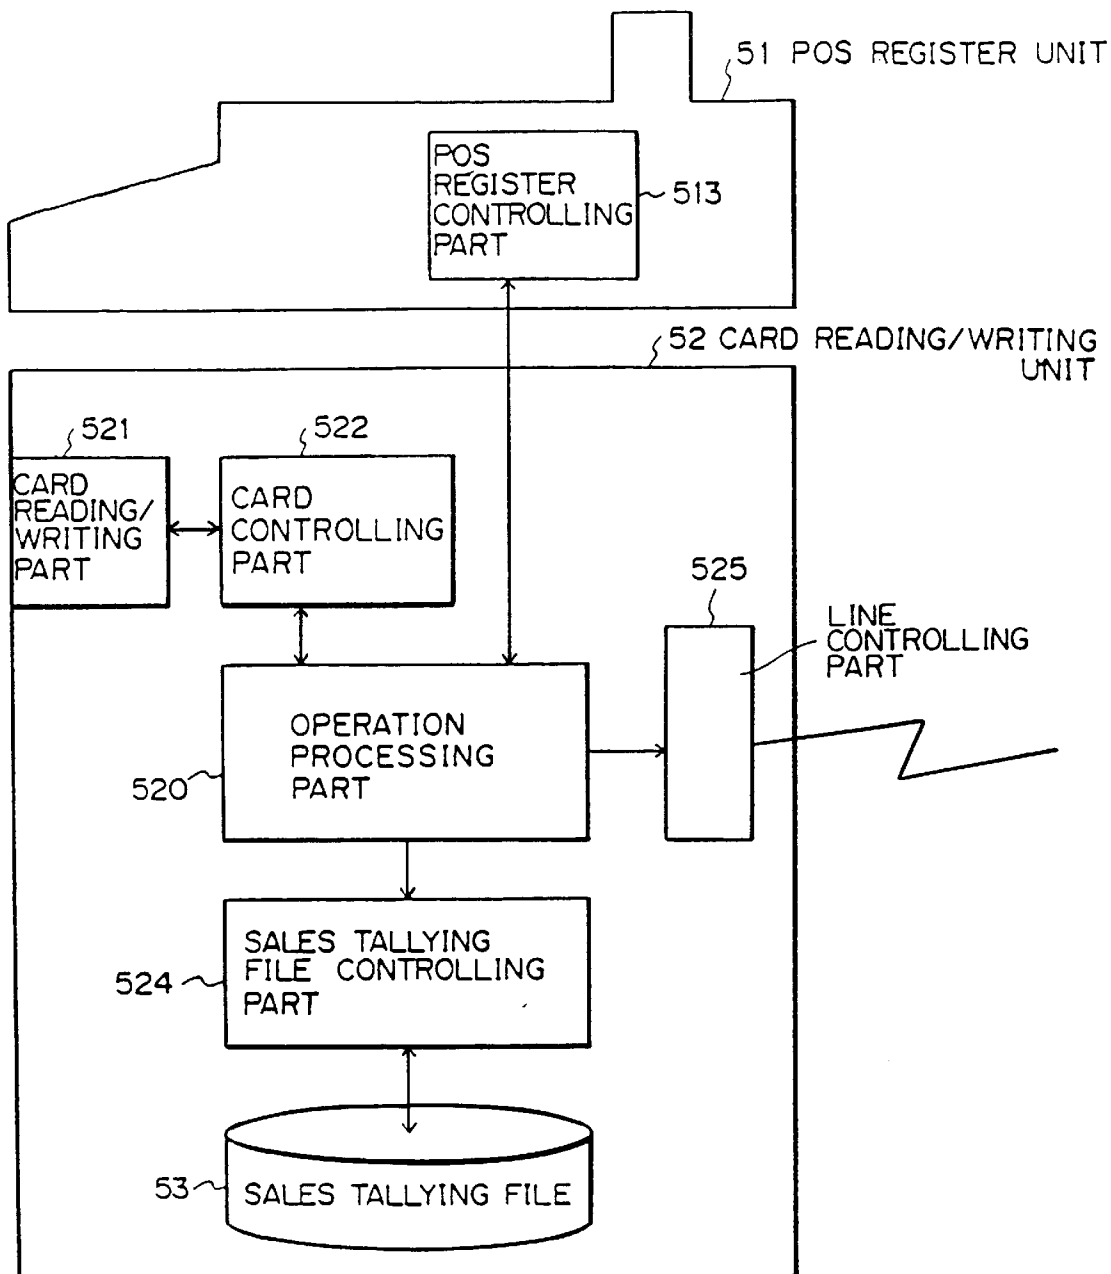 51 POS REGISTER UNIT
POS
REGISTER
CONTROLLING
PART
513
52 CARD READING/WRITING
UNIT
521
522
CARD
READING/
WRITING
PART
CARD
CONTROLLING
PART
525
LINE
CONTROLLING
PART
OPERATION
PROCESSING
PART
520
SALES TALLYING
FILE CONTROLLING
PART
524
53
SALES TALLYING FILE